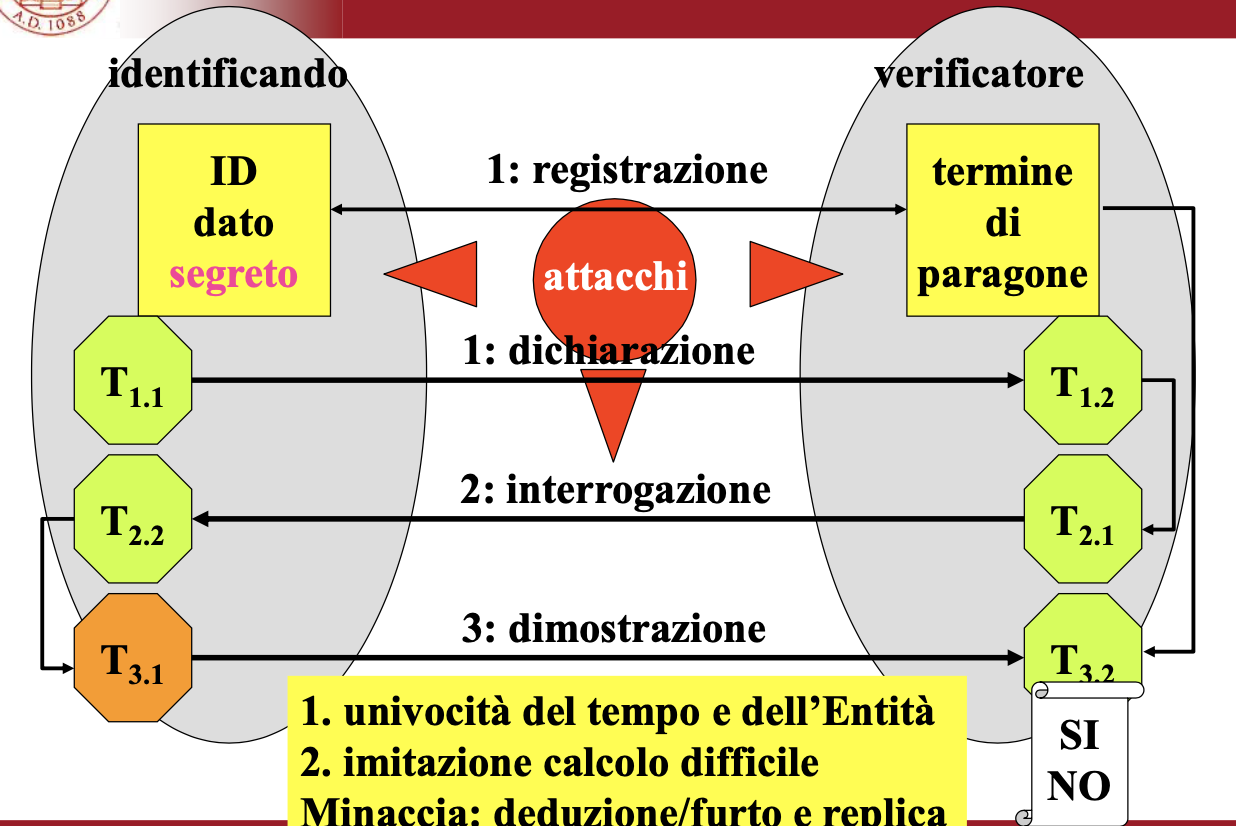 A.D. 1088
identificando
verificatore
ID
dato
segreto
1: registrazione
termine
di
paragone
attacchi
1: dichiarazione
T1.1
T1.2
2: interrogazione
T2.2
T2.1
3: dimostrazione
T3.1
T3.2
1. univocità del tempo e dell’Entità
2. imitazione calcolo difficile
Minaccia: deduzione/furto e replica
SI
NO